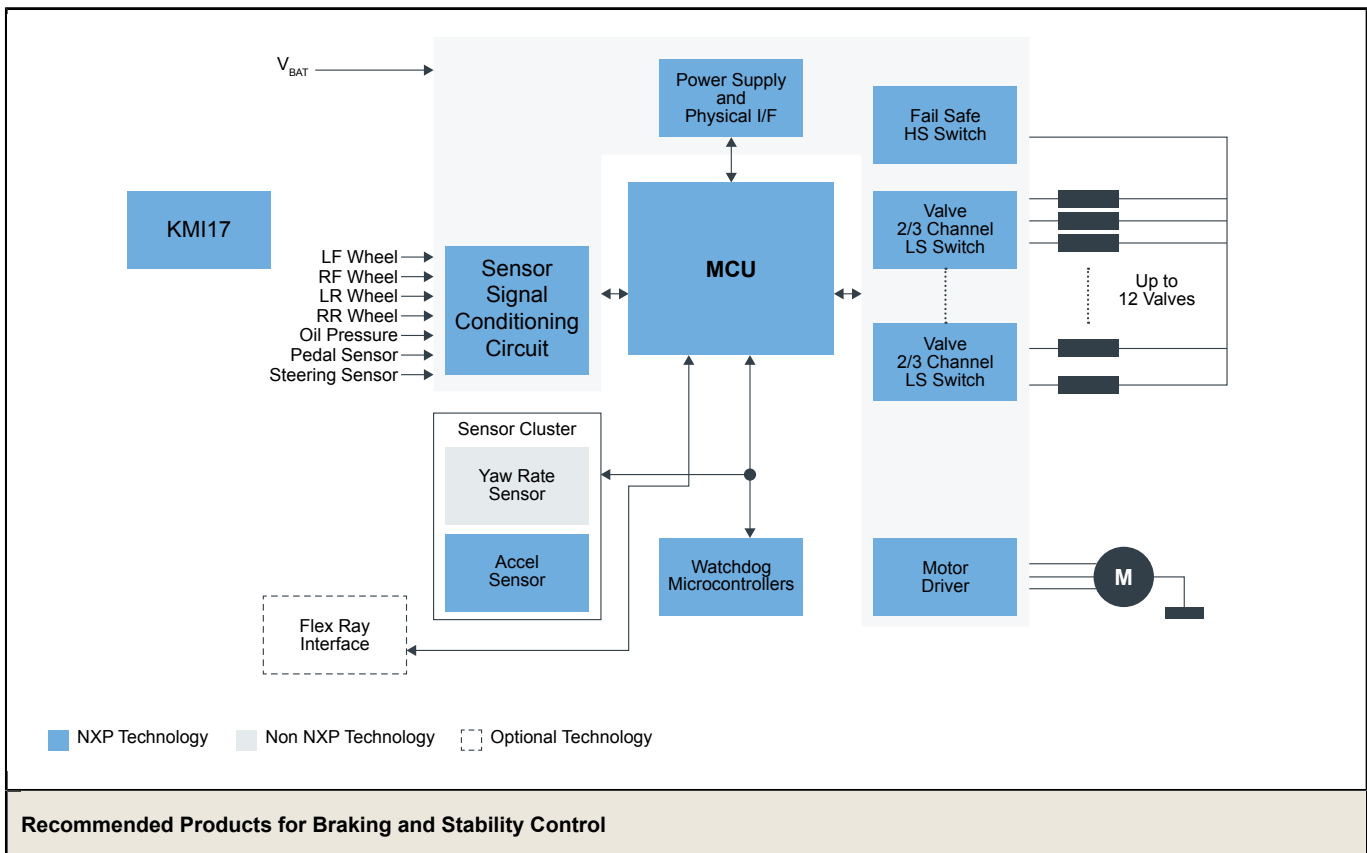 V_BAT
Power Supply
and
Physical I/F
Fail Safe
HS Switch
KMI17
MCU
Valve
2/3 Channel
LS Switch
LF Wheel
RF Wheel
LR Wheel
RR Wheel
Oil Pressure
Pedal Sensor
Steering Sensor
Sensor
Signal
Conditioning
Circuit
Up to
12 Valves
Valve
2/3 Channel
LS Switch
Sensor Cluster
Yaw Rate
Sensor
Accel
Sensor
Watchdog
Microcontrollers
Motor
Driver
M
Flex Ray
Interface
NXP Technology
Non NXP Technology
Optional Technology
Recommended Products for Braking and Stability Control